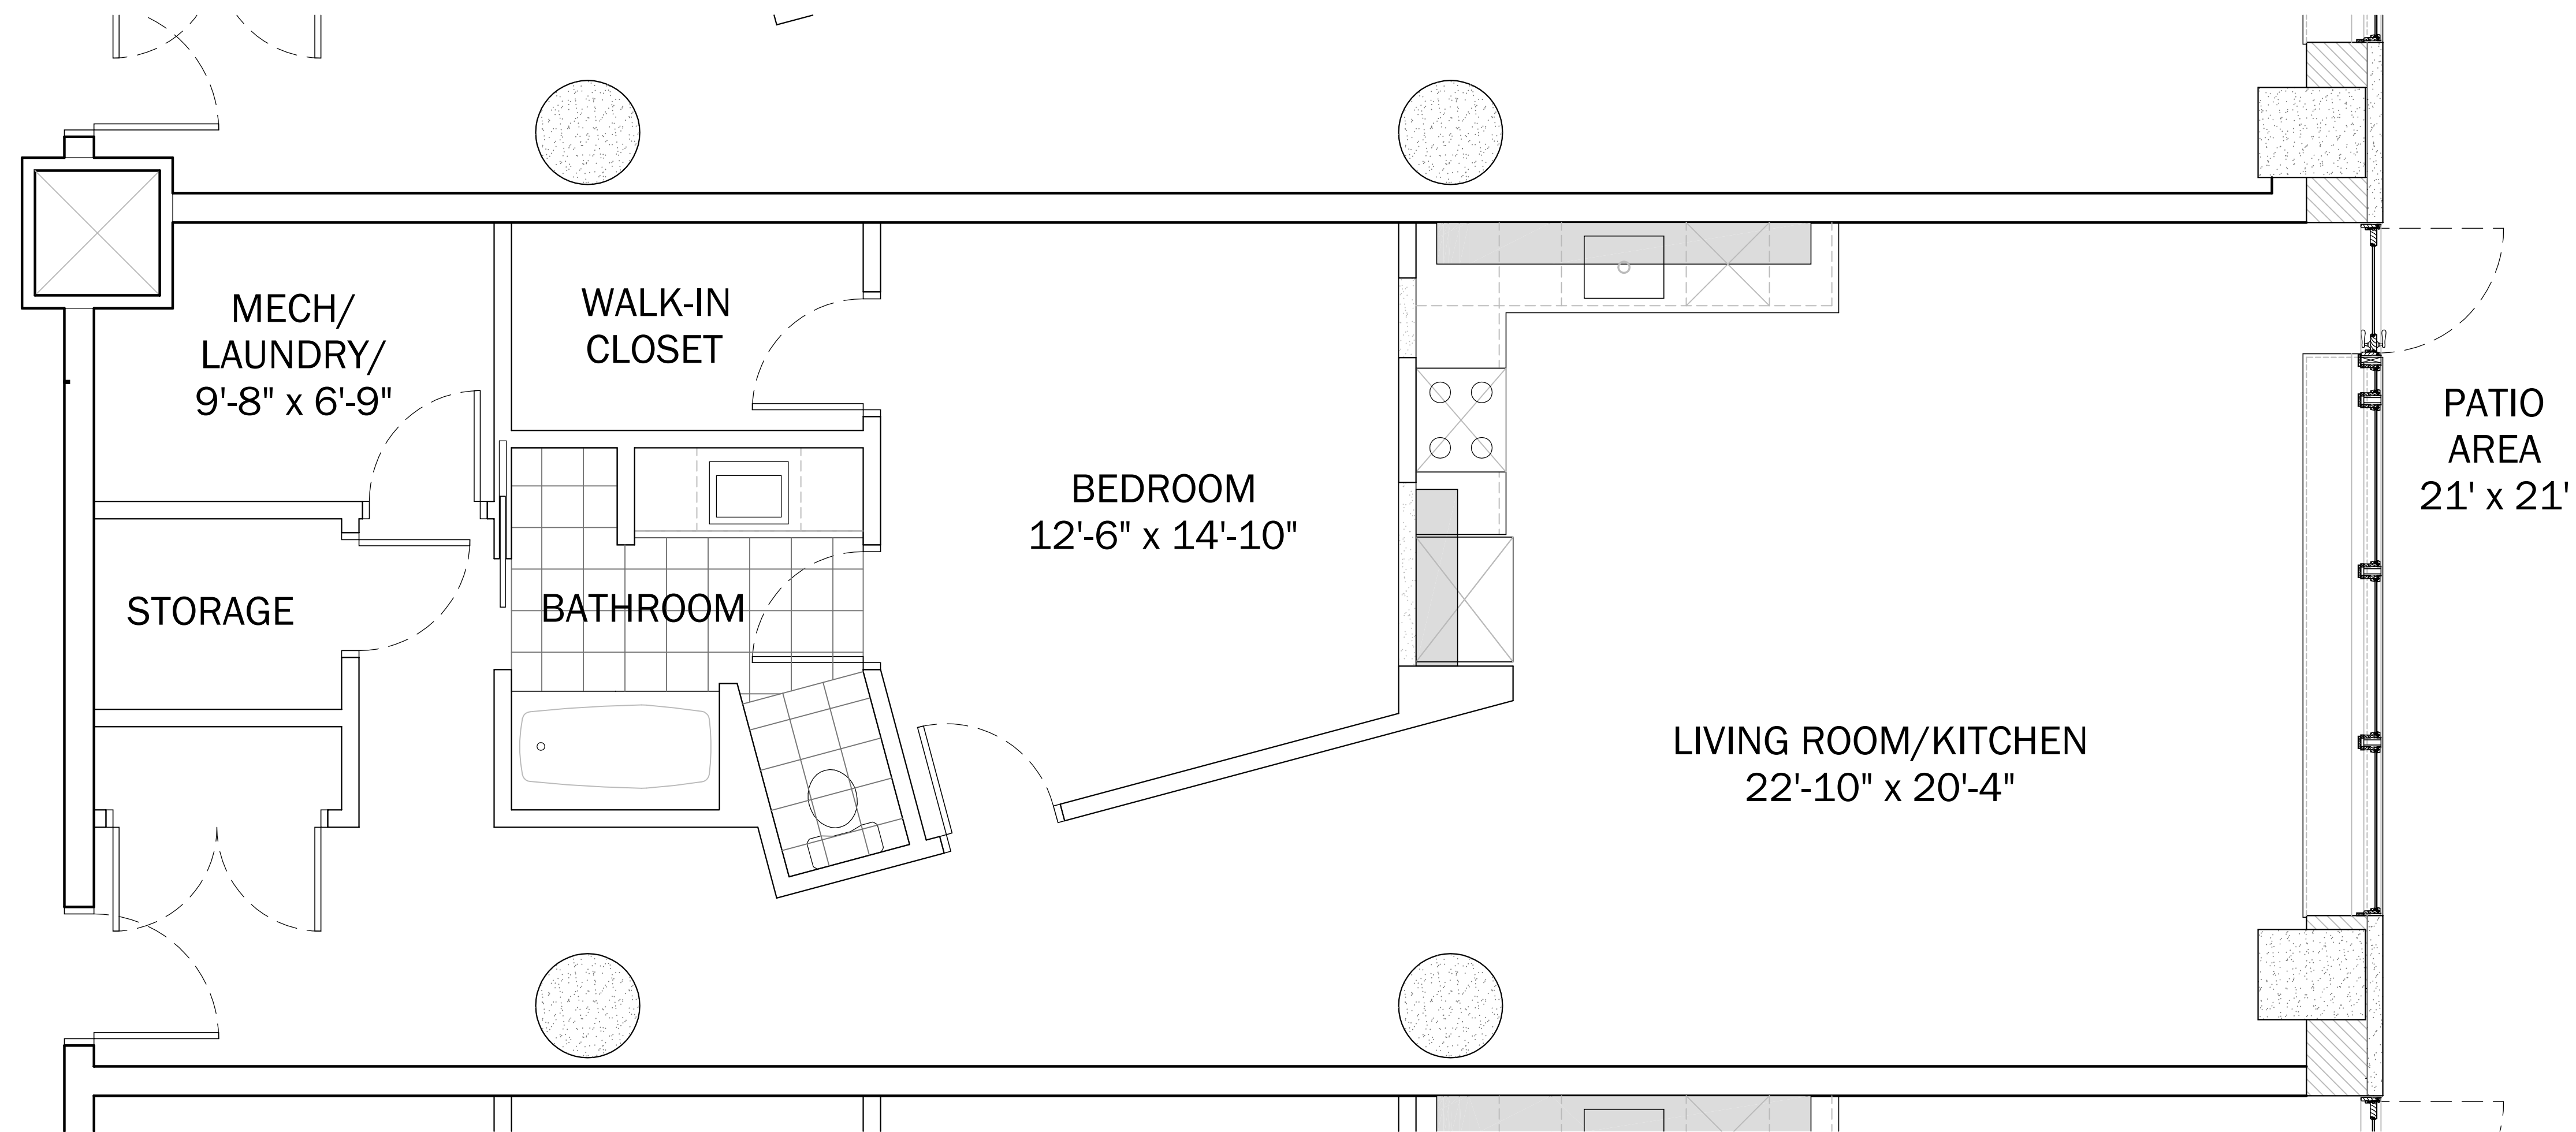 MECH/
LAUNDRY/
9'-8" x 6'-9"
WALK-IN
CLOSET
BEDROOM
12'-6" x 14'-10"
PATIO
AREA
21' x 21'
STORAGE
BATHROOM
LIVING ROOM/KITCHEN
22'-10" x 20'-4"